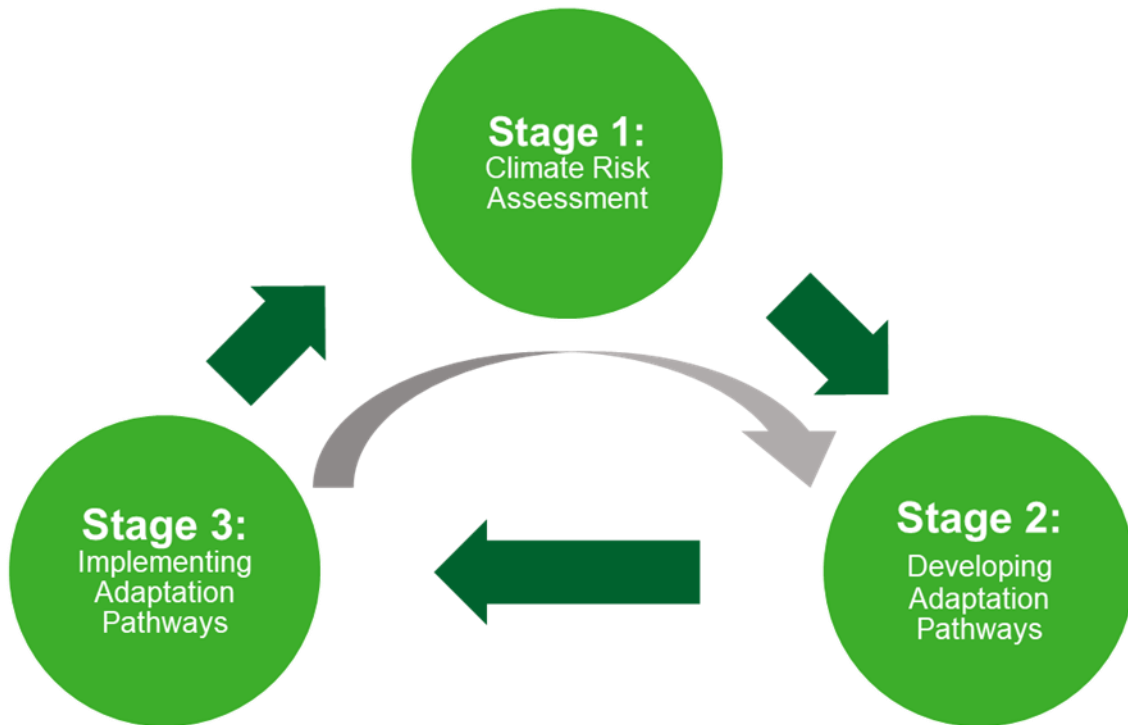 Stage 1:
Climate Risk
Assessment
Stage 3:
Implementing
Adaptation
Pathways
Stage 2:
Developing
Adaptation
Pathways